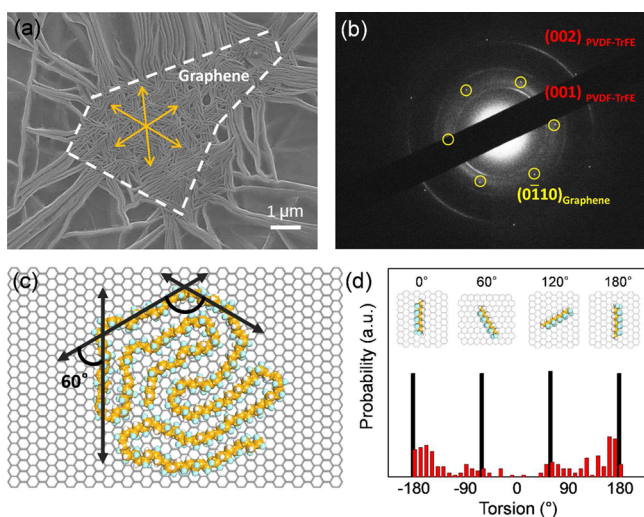 (a)
Graphene
1 μm
(b)
(002) PVDF-TrFE
(001) PVDF-TrFE
(01̅10)Graphene
(c)
60°
(d)
0° 60° 120° 180°
Probability (a.u.)
-180 -90 0 90 180
Torsion (°)